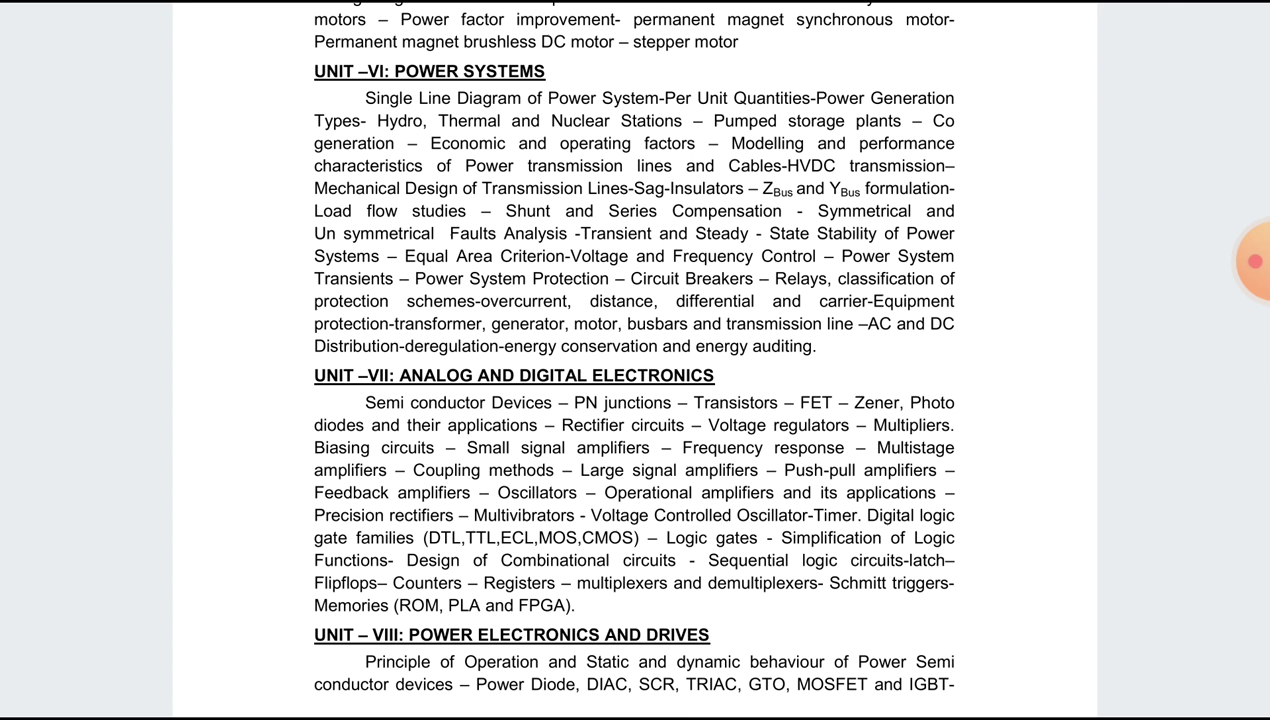 motors – Power factor improvement- permanent magnet synchronous motor-
Permanent magnet brushless DC motor – stepper motor
UNIT –VI: POWER SYSTEMS
Single Line Diagram of Power System-Per Unit Quantities-Power Generation
Types- Hydro, Thermal and Nuclear Stations – Pumped storage plants – Co
generation – Economic and operating factors – Modelling and performance
characteristics of Power transmission lines and Cables-HVDC transmission–
Mechanical Design of Transmission Lines-Sag-Insulators – ZBus and YBus formulation-
Load flow studies – Shunt and Series Compensation - Symmetrical and
Un symmetrical Faults Analysis -Transient and Steady - State Stability of Power
Systems – Equal Area Criterion-Voltage and Frequency Control – Power System
Transients – Power System Protection – Circuit Breakers – Relays, classification of
protection schemes-overcurrent, distance, differential and carrier-Equipment
protection-transformer, generator, motor, busbars and transmission line –AC and DC
Distribution-deregulation-energy conservation and energy auditing.
UNIT –VII: ANALOG AND DIGITAL ELECTRONICS
Semi conductor Devices – PN junctions – Transistors – FET – Zener, Photo
diodes and their applications – Rectifier circuits – Voltage regulators – Multipliers.
Biasing circuits – Small signal amplifiers – Frequency response – Multistage
amplifiers – Coupling methods – Large signal amplifiers – Push-pull amplifiers –
Feedback amplifiers – Oscillators – Operational amplifiers and its applications –
Precision rectifiers – Multivibrators - Voltage Controlled Oscillator-Timer. Digital logic
gate families (DTL,TTL,ECL,MOS,CMOS) – Logic gates - Simplification of Logic
Functions- Design of Combinational circuits - Sequential logic circuits-latch–
Flipflops– Counters – Registers – multiplexers and demultiplexers- Schmitt triggers-
Memories (ROM, PLA and FPGA).
UNIT – VIII: POWER ELECTRONICS AND DRIVES
Principle of Operation and Static and dynamic behaviour of Power Semi
conductor devices – Power Diode, DIAC, SCR, TRIAC, GTO, MOSFET and IGBT-